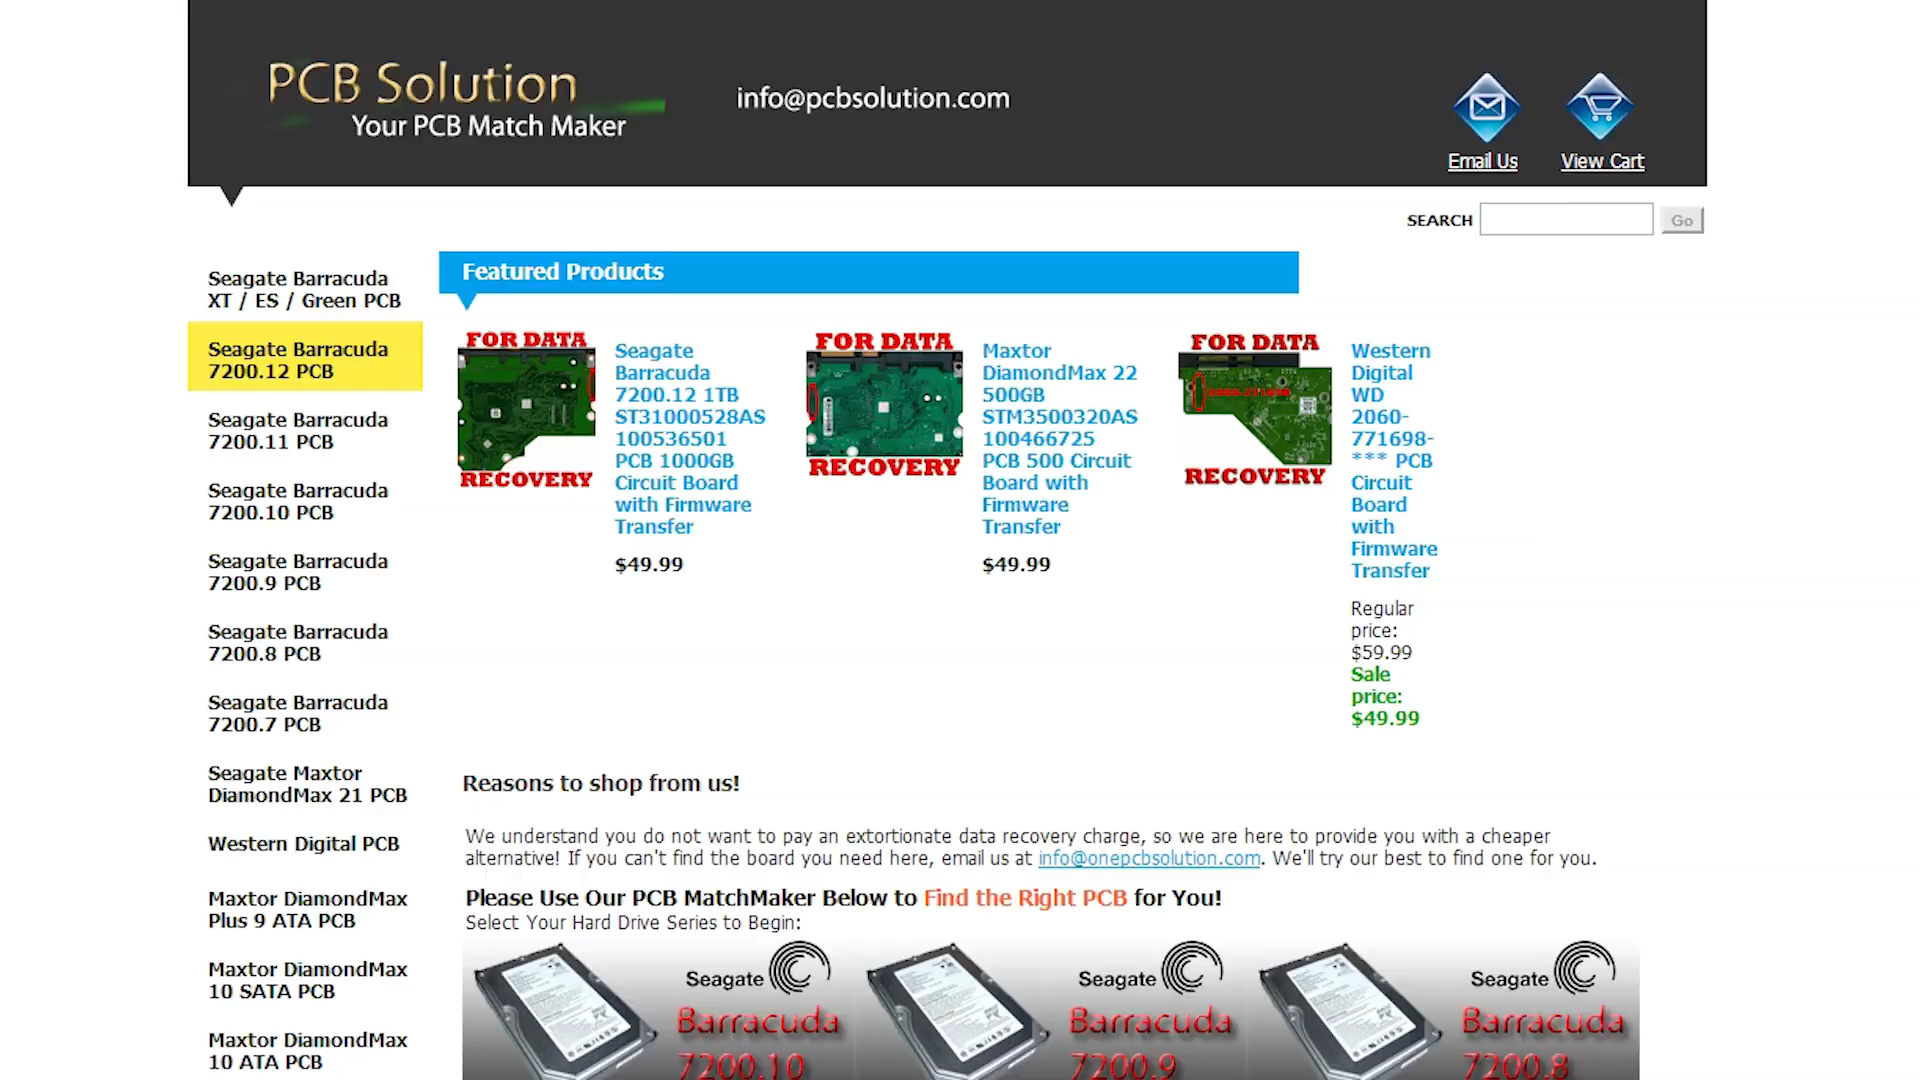 PCB Solution
Your PCB Match Maker
info@pcbsolution.com
Email Us
View Cart
SEARCH
Go
Seagate Barracuda
XT / ES / Green PCB
Seagate Barracuda
7200.12 PCB
Seagate Barracuda
7200.11 PCB
Seagate Barracuda
7200.10 PCB
Seagate Barracuda
7200.9 PCB
Seagate Barracuda
7200.8 PCB
Seagate Barracuda
7200.7 PCB
Seagate Maxtor
DiamondMax 21 PCB
Western Digital PCB
Maxtor DiamondMax
Plus 9 ATA PCB
Maxtor DiamondMax
10 SATA PCB
Maxtor DiamondMax
10 ATA PCB
Featured Products
FOR DATA
RECOVERY
Seagate
Barracuda
7200.12 1TB
ST31000528AS
100536501
PCB 1000GB
Circuit Board
with Firmware
Transfer
$49.99
FOR DATA
RECOVERY
Maxtor
DiamondMax 22
500GB
STM3500320AS
100466725
PCB 500 Circuit
Board with
Firmware
Transfer
$49.99
FOR DATA
RECOVERY
Western
Digital
WD
2060-
771698-
*** PCB
Circuit
Board
with
Firmware
Transfer
Regular
price:
$59.99
Sale
price:
$49.99
Reasons to shop from us!
We understand you do not want to pay an extortionate data recovery charge, so we are here to provide you with a cheaper
alternative! If you can't find the board you need here, email us at info@onepcbsolution.com. We'll try our best to find one for you.
Please Use Our PCB MatchMaker Below to Find the Right PCB for You!
Select Your Hard Drive Series to Begin:
Seagate
Barracuda
7200.10
Seagate
Barracuda
7200.9
Seagate
Barracuda
7200.8